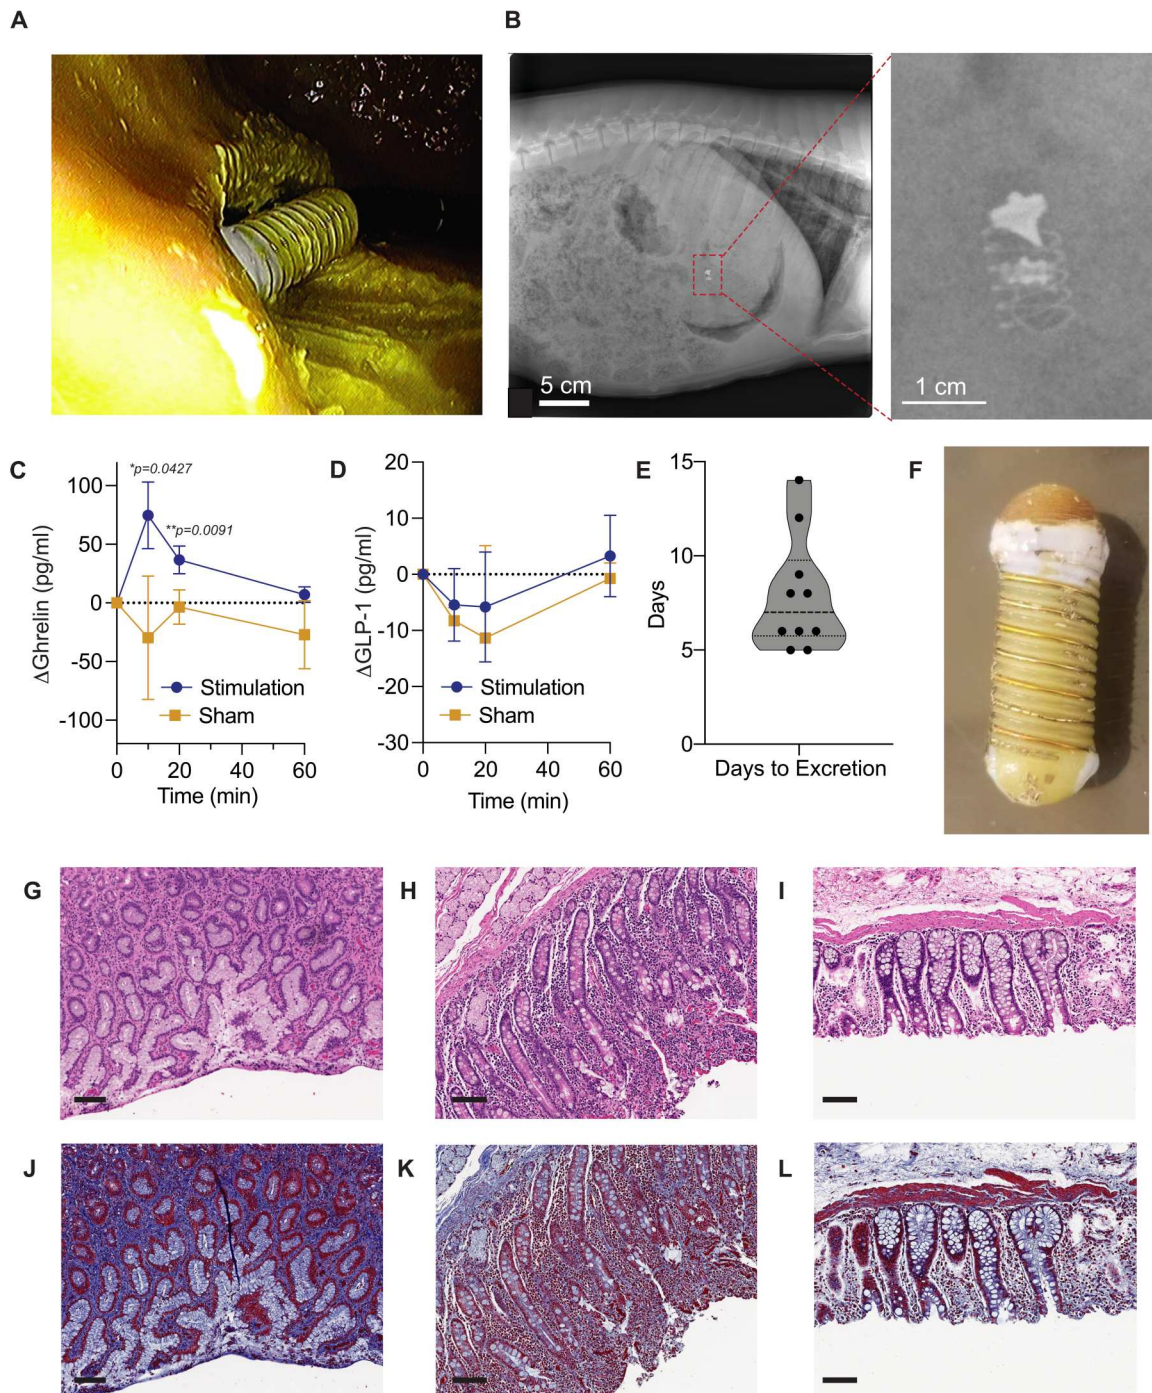 A
B
5 cm
1 cm
C
*p=0.0427
**p=0.0091
100
50
0
-50
-100
ΔGhrelin (pg/ml)
Stimulation
Sham
0
20
40
60
Time (min)
D
20
10
0
-10
-20
-30
ΔGLP-1 (pg/ml)
Stimulation
Sham
0
20
40
60
Time (min)
E
15
10
5
0
Days
Days to Excretion
F
G
H
I
J
K
L